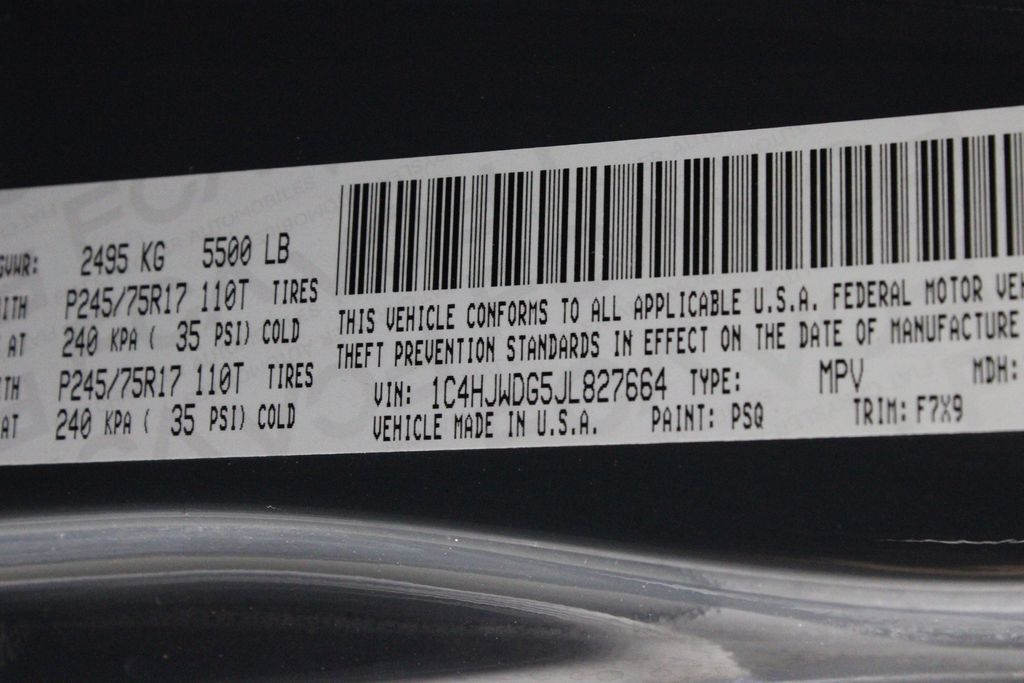 GVWR: 2495 KG 5500 LB
WITH P245/75R17 110T TIRES
AT 240 KPA ( 35 PSI) COLD
P245/75R17 110T TIRES
AT 240 KPA ( 35 PSI) COLD
THIS VEHICLE CONFORMS TO ALL APPLICABLE U.S.A. FEDERAL MOTOR
THEFT PREVENTION STANDARDS IN EFFECT ON THE DATE OF MANUFACTURE
VIN: 1C4HJWDG5JL827664 TYPE: MPV MDH:
VEHICLE MADE IN U.S.A. PAINT: PSQ TRIM: F7X9